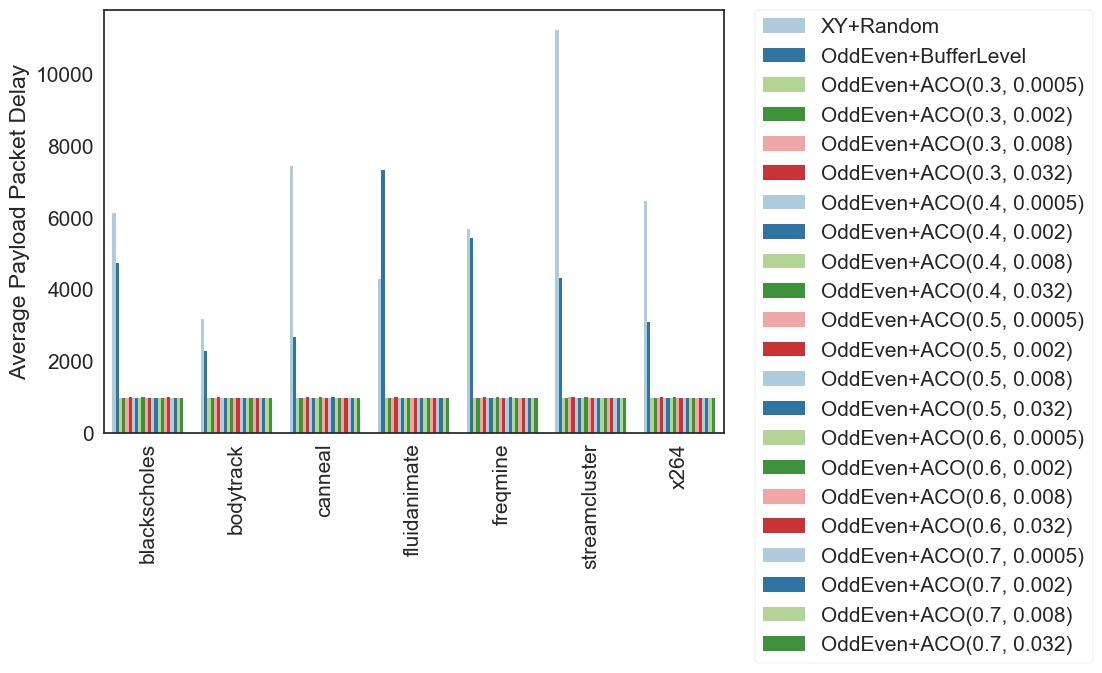 Average Payload Packet Delay
10000
8000
6000
4000
2000
0
blackscholes
bodytrack
canneal
fluidanimate
freqmine
streamcluster
x264
XY+Random
OddEven+BufferLevel
OddEven+ACO(0.3, 0.0005)
OddEven+ACO(0.3, 0.002)
OddEven+ACO(0.3, 0.008)
OddEven+ACO(0.3, 0.032)
OddEven+ACO(0.4, 0.0005)
OddEven+ACO(0.4, 0.002)
OddEven+ACO(0.4, 0.008)
OddEven+ACO(0.4, 0.032)
OddEven+ACO(0.5, 0.0005)
OddEven+ACO(0.5, 0.002)
OddEven+ACO(0.5, 0.008)
OddEven+ACO(0.5, 0.032)
OddEven+ACO(0.6, 0.0005)
OddEven+ACO(0.6, 0.002)
OddEven+ACO(0.6, 0.008)
OddEven+ACO(0.6, 0.032)
OddEven+ACO(0.7, 0.0005)
OddEven+ACO(0.7, 0.002)
OddEven+ACO(0.7, 0.008)
OddEven+ACO(0.7, 0.032)